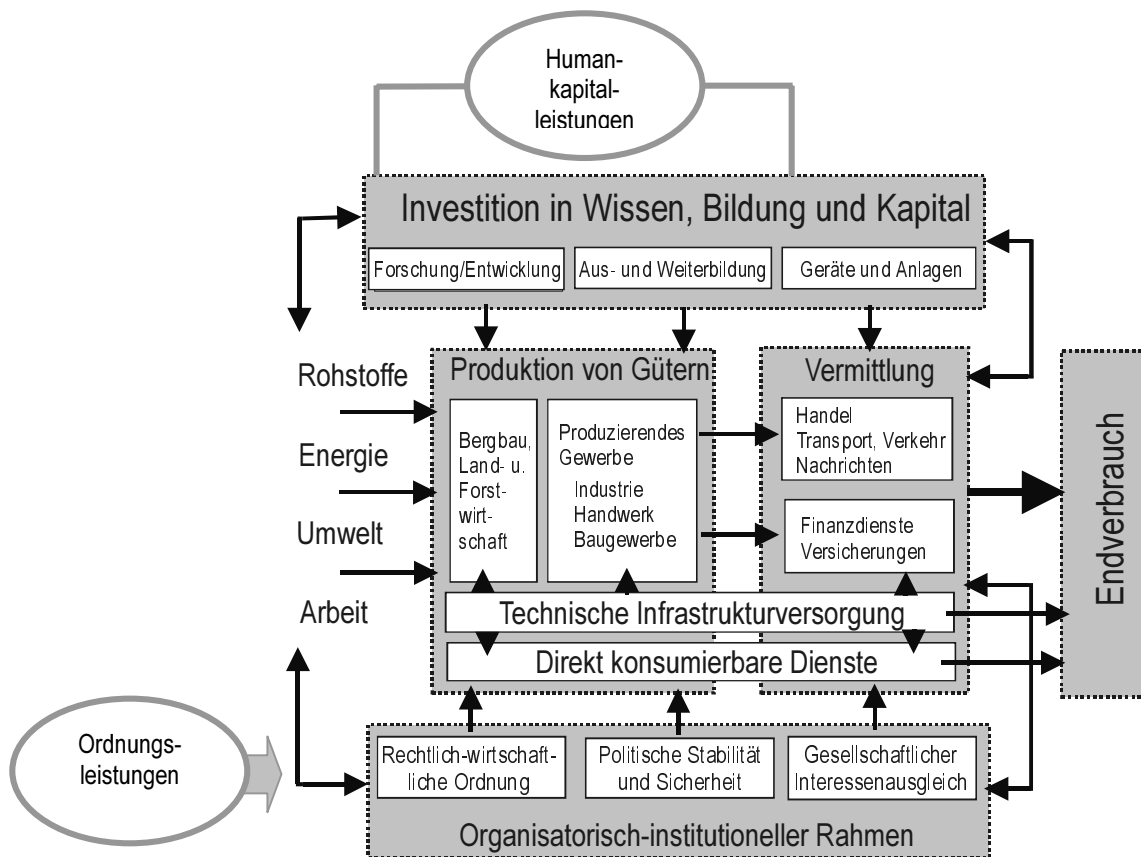 Human-
kapital-
leistungen
Investition in Wissen, Bildung und Kapital
Forschung/Entwicklung
Aus- und Weiterbildung
Geräte und Anlagen
Rohstoffe
Energie
Umwelt
Arbeit
Produktion von Gütern
Bergbau,
Land- u.
Forst-
wirt-
schaft
Produzierendes
Gewerbe
Industrie
Handwerk
Baugewerbe
Vermittlung
Handel
Transport, Verkehr
Nachrichten
Finanzdienste
Versicherungen
Endverbrauch
Technische Infrastrukturversorgung
Direkt konsumierbare Dienste
Ordnungs-
leistungen
Rechtlich-wirtschaft-
liche Ordnung
Politische Stabilität
und Sicherheit
Gesellschaftlicher
Interessenausgleich
Organisatorisch-institutioneller Rahmen